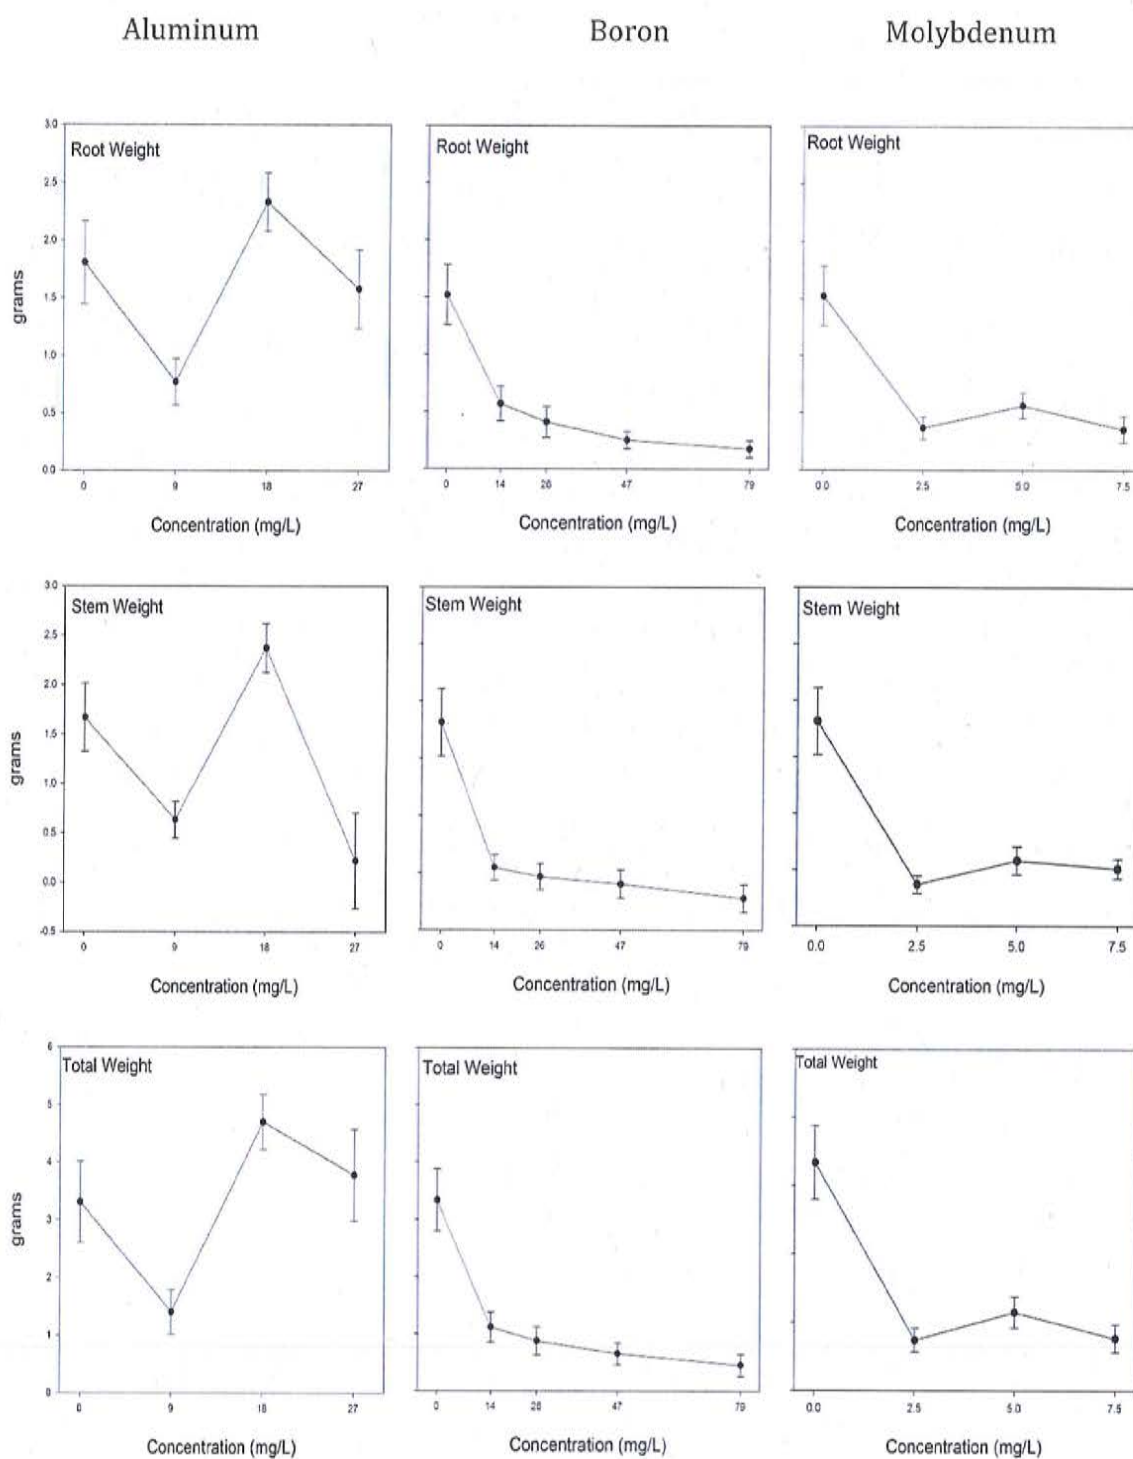 Aluminum Boron Molybdenum
Root Weight
3.0
2.5
2.0
1.5
1.0
0.5
0.0
grams
0 9 18 27
Concentration (mg/L)
Root Weight
0 14 26 47 79
Concentration (mg/L)
Root Weight
0.0 2.5 5.0 7.5
Concentration (mg/L)
Stem Weight
3.0
2.5
2.0
1.5
1.0
0.5
0.0
-0.5
grams
0 9 18 27
Concentration (mg/L)
Stem Weight
0 14 26 47 79
Concentration (mg/L)
Stem Weight
0.0 2.5 5.0 7.5
Concentration (mg/L)
Total Weight
6
5
4
3
2
1
0
grams
0 9 18 27
Concentration (mg/L)
Total Weight
0 14 26 47 79
Concentration (mg/L)
Total Weight
0.0 2.5 5.0 7.5
Concentration (mg/L)